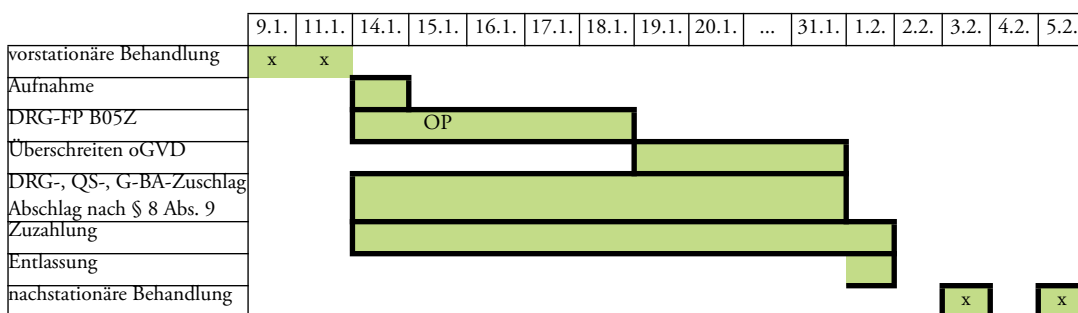 9.1. 11.1. 14.1. 15.1. 16.1. 17.1. 18.1. 19.1. 20.1. ... 31.1. 1.2. 2.2. 3.2. 4.2. 5.2.
vorstationäre Behandlung x x
Aufnahme
DRG-FP B05Z OP
Überschreiten oGVD
DRG-, QS-, G-BA-Zuschlag
Abschlag nach § 8 Abs. 9
Zuzahlung
Entlassung
nachstationäre Behandlung x x